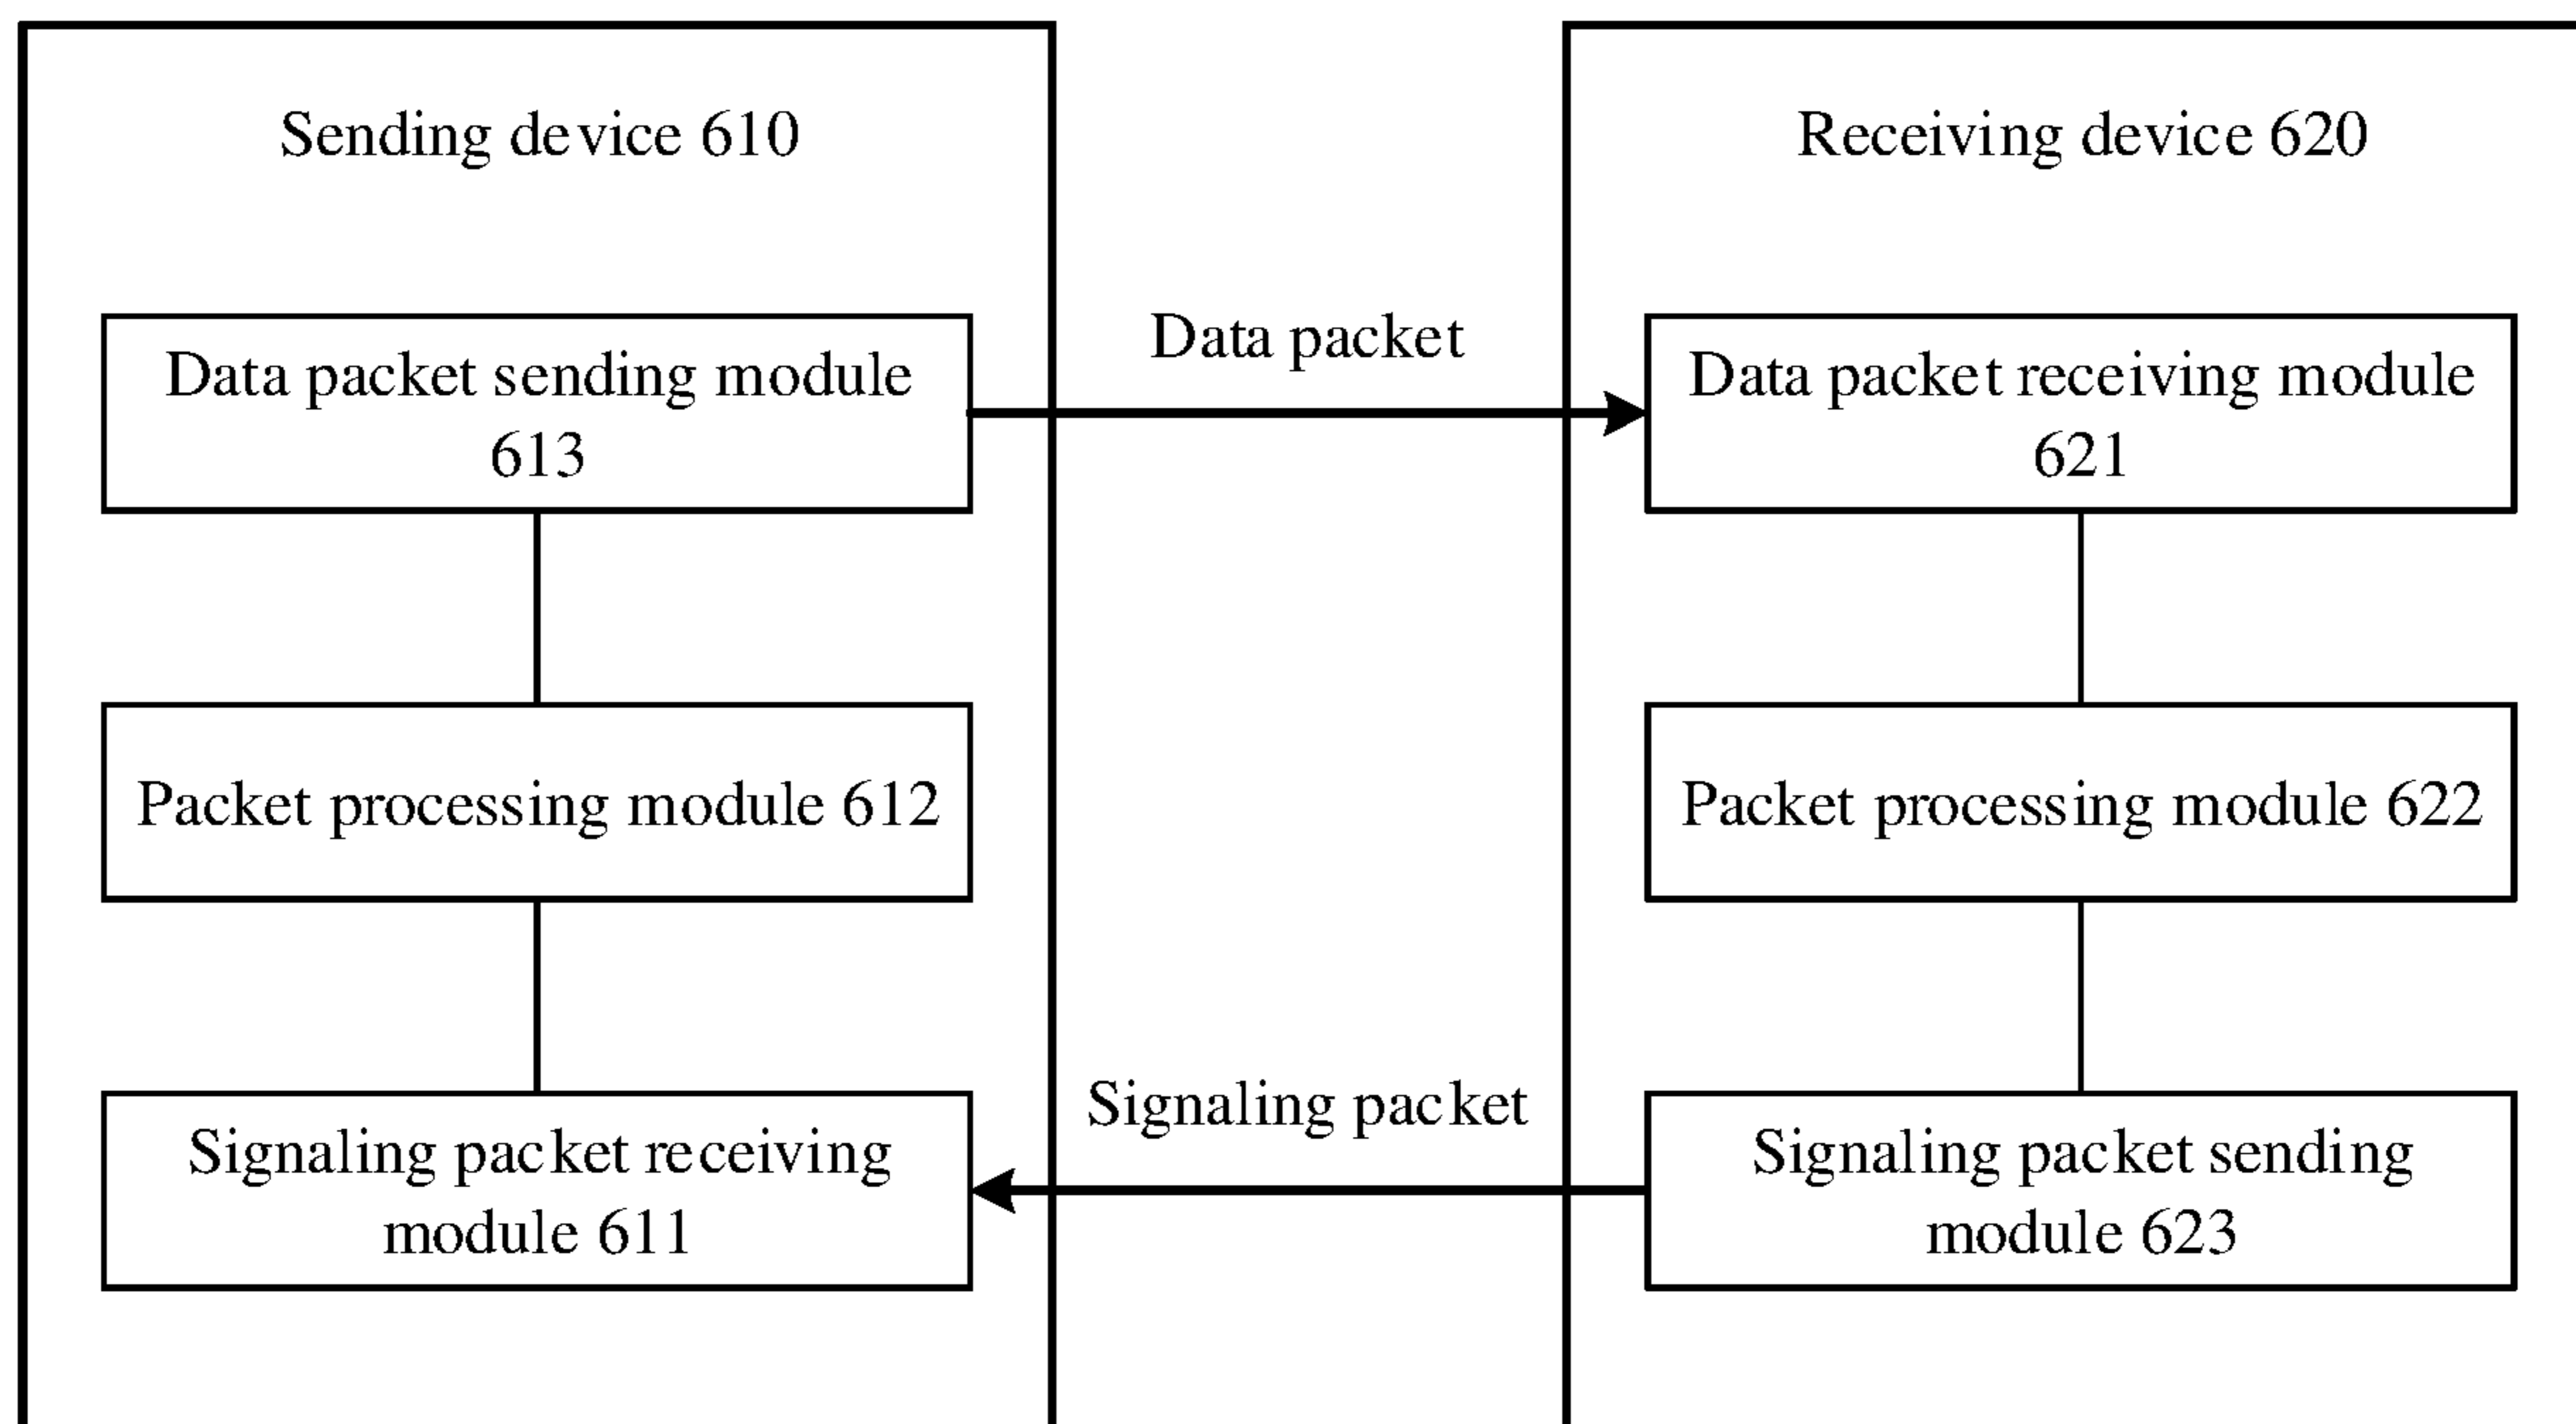 Sending device 610
Data packet sending module
613
Packet processing module 612
Signaling packet receiving
module 611
Data packet
Signaling packet
Receiving device 620
Data packet receiving module
621
Packet processing module 622
Signaling packet sending
module 623